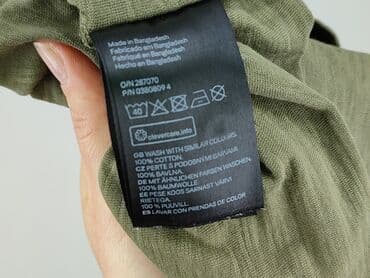 Made in Bangladesh
Fabricado em Bangladesh
Fabriqué en Bangladesh
Hecho en Bangladesh
O/N 287070
P/N 0380809 4
40
clevercare.info
GB WASH WITH SIMILAR COLOURS.
100% COTTON.
CZ PERTE S PODOBNÝMI BARVAMI.
100% BAVLNA.
DE MIT ÄHNLICHEN FARBEN WASCHEN.
100% BAUMWOLLE.
EE PESE KOOS SARNAST VÄRVI
RIIETEGA.
100% PUUVILL.
ES LAVAR CON PRENDAS DE COLOR